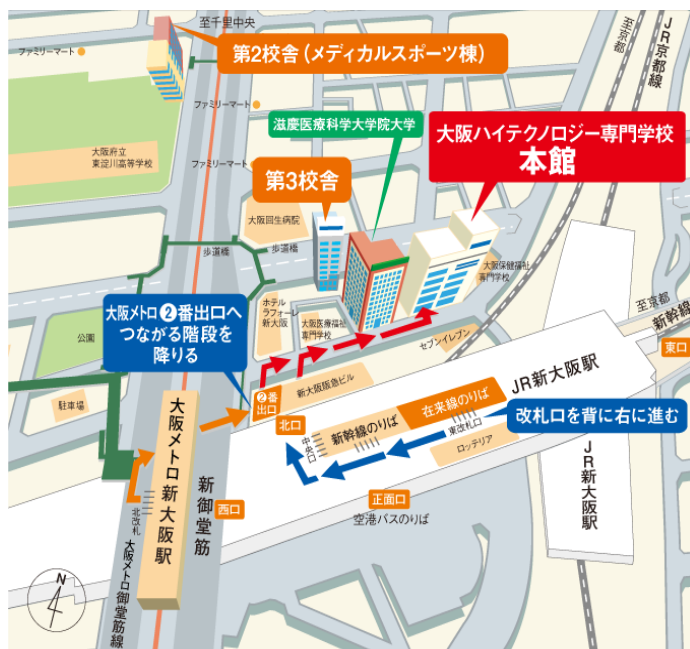 至千里中央
ファミリーマート
第2校舎（メディカルスポーツ棟）
至京都
JR京都線
ファミリーマート
滋慶医療科学大学院大学
大阪ハイテクノロジー専門学校
本館
大阪府立
東淀川高等学校
ファミリーマート
第3校舎
大阪回生病院
歩道橋
歩道橋
大阪保健福祉
専門学校
大阪メトロ❷番出口へ
つながる階段を
降りる
ホテル
ラフォーレ
新大阪
大阪医療福祉
専門学校
セブンイレブン
至京都
新幹線
東口
公園
駐車場
❷番
出口
新大阪阪急ビル
JR新大阪駅
北口
中央口
新幹線のりば
在来線のりば
東改札口
ロッテリア
改札口を背に右に進む
大阪メトロ新大阪駅
北改札
新御堂筋
西口
正面口
空港バスのりば
JR新大阪駅
大阪メトロ御堂筋線
N